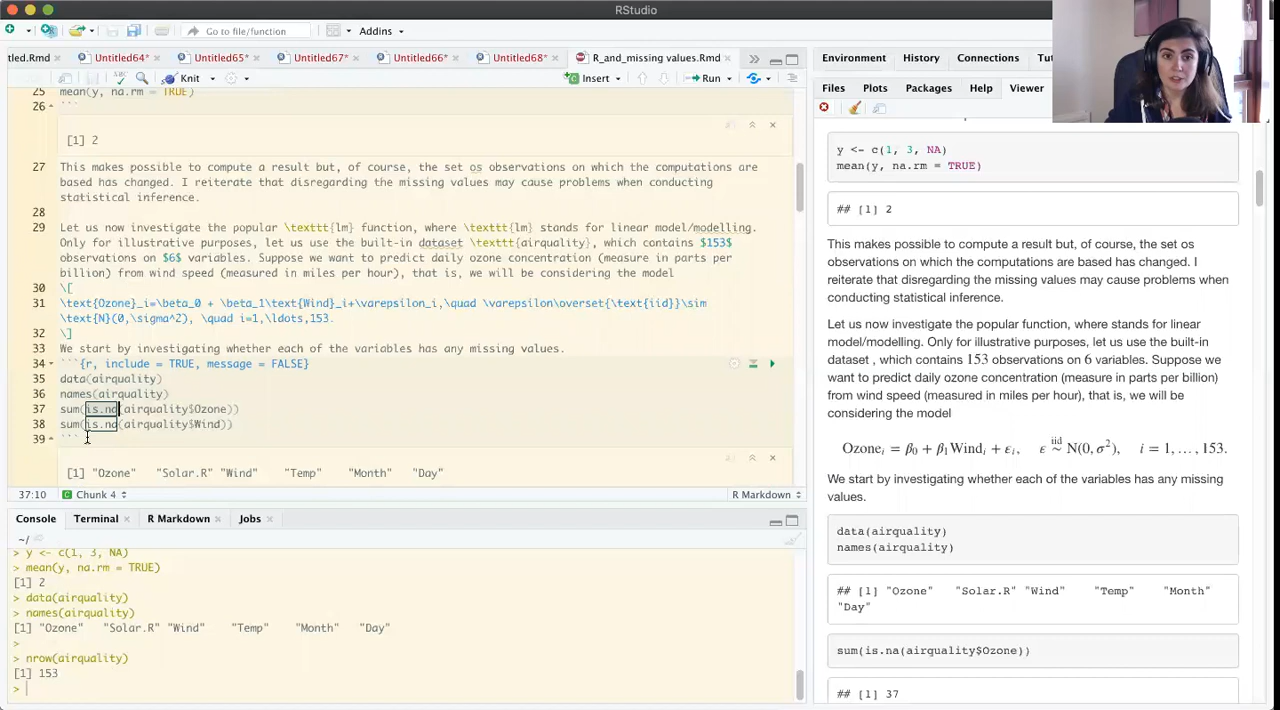 RStudio
Go to file/function
Addins
tled.Rmd
Untitled64*
Untitled65*
Untitled67*
Untitled66*
Untitled68*
R_and_missing values.Rmd
Knit
Insert
Run
25 mean(y, na.rm = TRUE)
26 ```
[1] 2
27 This makes possible to compute a result but, of course, the set os observations on which the computations are
based has changed. I reiterate that disregarding the missing values may cause problems when conducting
statistical inference.
28
29 Let us now investigate the popular \texttt{lm} function, where \texttt{lm} stands for linear model/modelling.
Only for illustrative purposes, let us use the built-in dataset \texttt{airquality}, which contains $153$
observations on $6$ variables. Suppose we want to predict daily ozone concentration (measure in parts per
billion) from wind speed (measured in miles per hour), that is, we will be considering the model
30 \[
31 \text{Ozone}_i=\beta_0 + \beta_1\text{Wind}_i+\varepsilon_i,\quad \varepsilon\overset{\text{iid}}\sim
\text{N}(0,\sigma^2), \quad i=1,\ldots,153.
32 \]
33 We start by investigating whether each of the variables has any missing values.
34 ```{r, include = TRUE, message = FALSE}
35 data(airquality)
36 names(airquality)
37 sum(is.na(airquality$Ozone))
38 sum(is.na(airquality$Wind))
39 ```
[1] "Ozone" "Solar.R" "Wind" "Temp" "Month" "Day"
37:10 Chunk 4 R Markdown
Console Terminal R Markdown Jobs
~/
> y <- c(1, 3, NA)
> mean(y, na.rm = TRUE)
[1] 2
> data(airquality)
> names(airquality)
[1] "Ozone" "Solar.R" "Wind" "Temp" "Month" "Day"
>
> nrow(airquality)
[1] 153
>
Environment History Connections Tu
Files Plots Packages Help Viewer
y <- c(1, 3, NA)
mean(y, na.rm = TRUE)
## [1] 2
This makes possible to compute a result but, of course, the set os
observations on which the computations are based has changed. I
reiterate that disregarding the missing values may cause problems when
conducting statistical inference.
Let us now investigate the popular function, where stands for linear
model/modelling. Only for illustrative purposes, let us use the built-in
dataset , which contains 153 observations on 6 variables. Suppose we
want to predict daily ozone concentration (measure in parts per billion)
from wind speed (measured in miles per hour), that is, we will be
considering the model
Ozoneᵢ = β₀ + β₁Windᵢ + εᵢ, ε iid ∼ N(0, σ²), i = 1, …, 153.
We start by investigating whether each of the variables has any missing
values.
data(airquality)
names(airquality)
## [1] "Ozone" "Solar.R" "Wind" "Temp" "Month"
"Day"
sum(is.na(airquality$Ozone))
## [1] 37